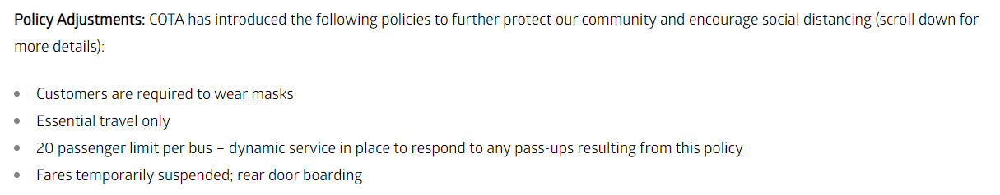 Policy Adjustments: COTA has introduced the following policies to further protect our community and encourage social distancing (scroll down for
more details):
• Customers are required to wear masks
• Essential travel only
• 20 passenger limit per bus – dynamic service in place to respond to any pass-ups resulting from this policy
• Fares temporarily suspended; rear door boarding